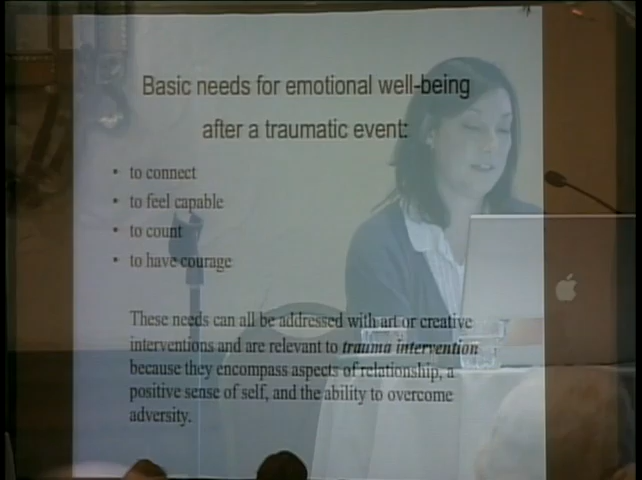 Basic needs for emotional well-being
after a traumatic event:
• to connect
• to feel capable
• to count
• to have courage
These needs can all be addressed with art or creative
interventions and are relevant to trauma intervention
because they encompass aspects of relationship, a
positive sense of self, and the ability to overcome
adversity.